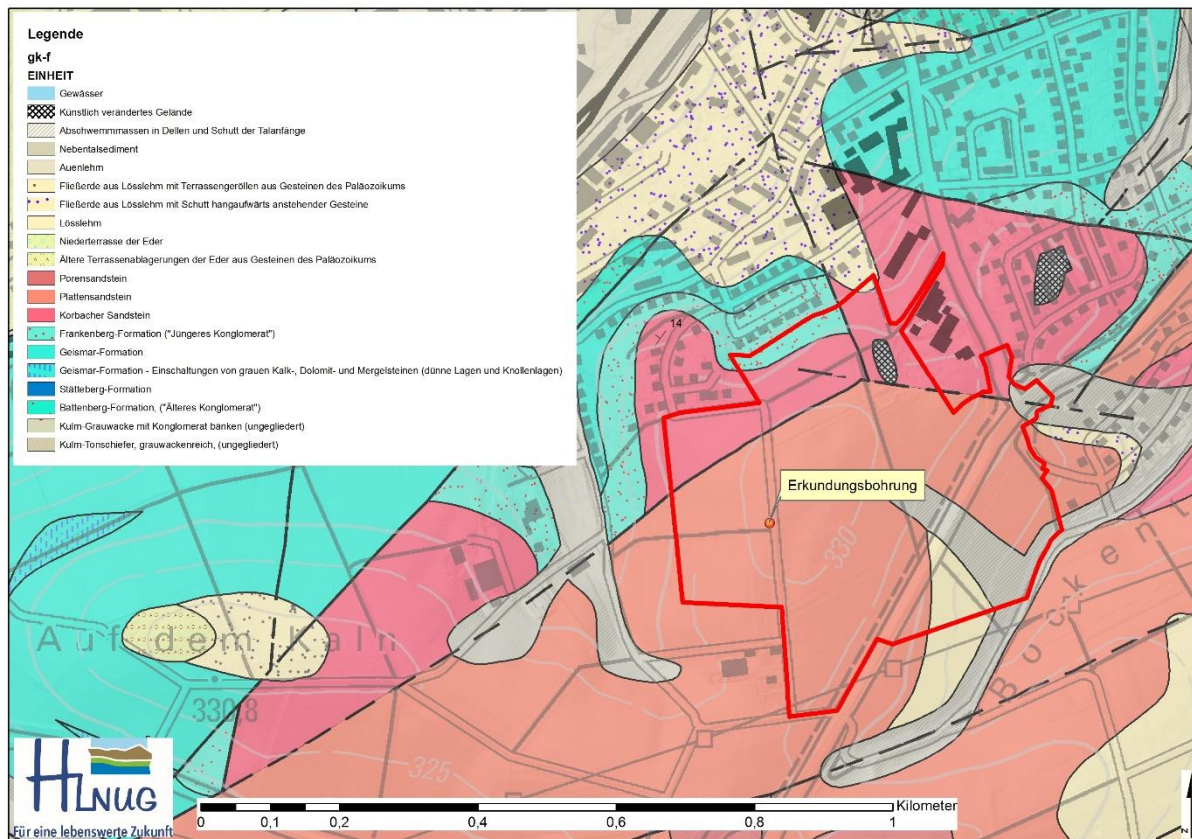 Legende
gk-f
EINHEIT
Gewässer
Künstlich verändertes Gelände
Abschwemmmassen in Dellen und Schutt der Talanfänge
Nebentalsediment
Auenlehm
Fließerde aus Lösslehm mit Terrassengeröllen aus Gesteinen des Paläozoikums
Fließerde aus Lösslehm mit Schutt hangaufwärts anstehender Gesteine
Lösslehm
Niederterrasse der Eder
Ältere Terrassenablagerungen der Eder aus Gesteinen des Paläozoikums
Porensandstein
Plattensandstein
Korbacher Sandstein
Frankenberg-Formation ("Jüngeres Konglomerat")
Geismar-Formation
Geismar-Formation - Einschaltungen von grauen Kalk-, Dolomit- und Mergelsteinen (dünne Lagen und Knollenlagen)
Stätteberg-Formation
Battenberg-Formation, ("Älteres Konglomerat")
Kulm-Grauwacke mit Konglomerat bänken (ungegliedert)
Kulm-Tonschiefer, grauwackenreich, (ungegliedert)
14
Erkundungsbohrung
330
Buckent
Auf dem Kaln
330,8
325
HLNUG
Für eine lebenswerte Zukunft
Kilometer
0 0,1 0,2 0,4 0,6 0,8 1